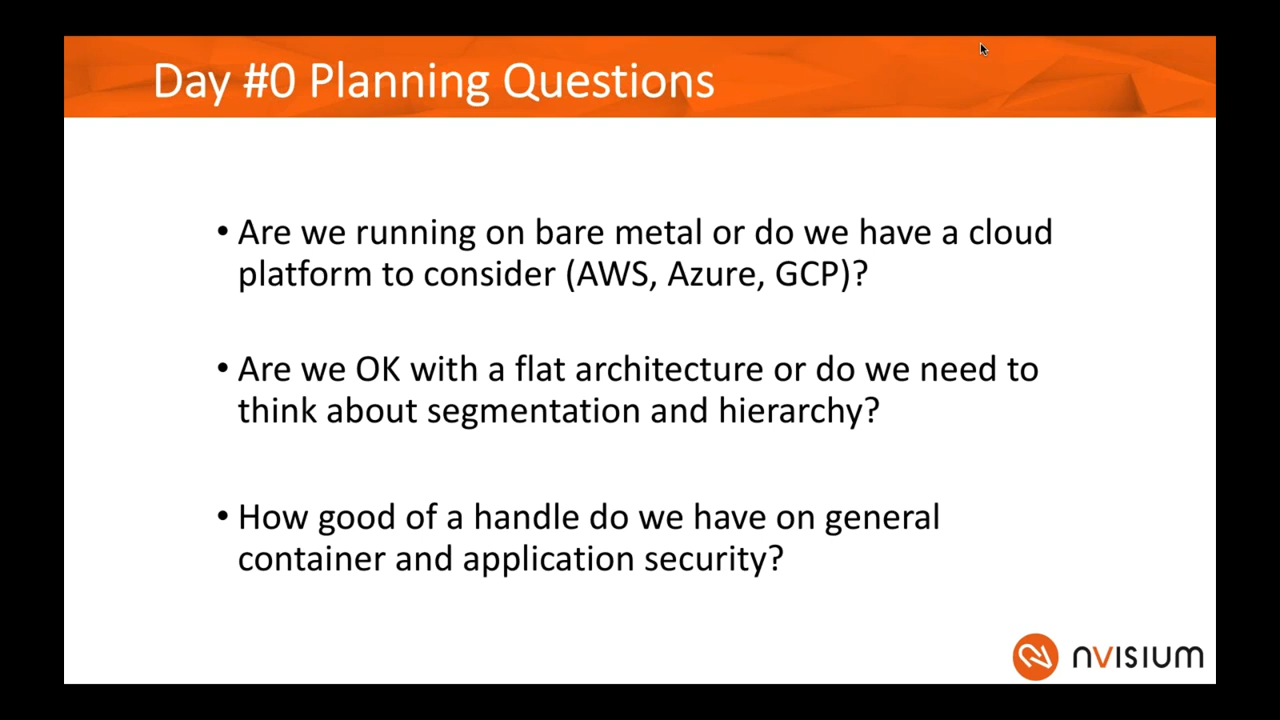 Day #0 Planning Questions
• Are we running on bare metal or do we have a cloud
platform to consider (AWS, Azure, GCP)?
• Are we OK with a flat architecture or do we need to
think about segmentation and hierarchy?
• How good of a handle do we have on general
container and application security?
nVISIUM